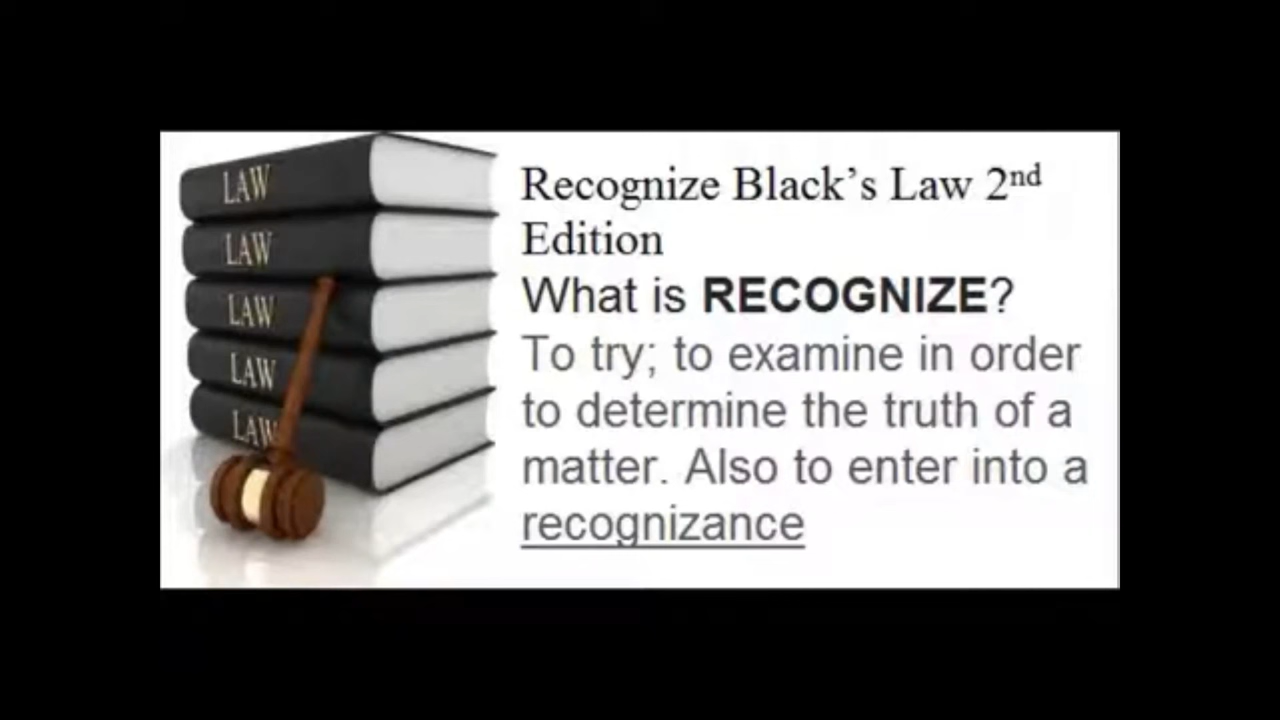 LAW
LAW
LAW
LAW
LAW
Recognize Black’s Law 2nd
Edition
What is RECOGNIZE?
To try; to examine in order
to determine the truth of a
matter. Also to enter into a
recognizance